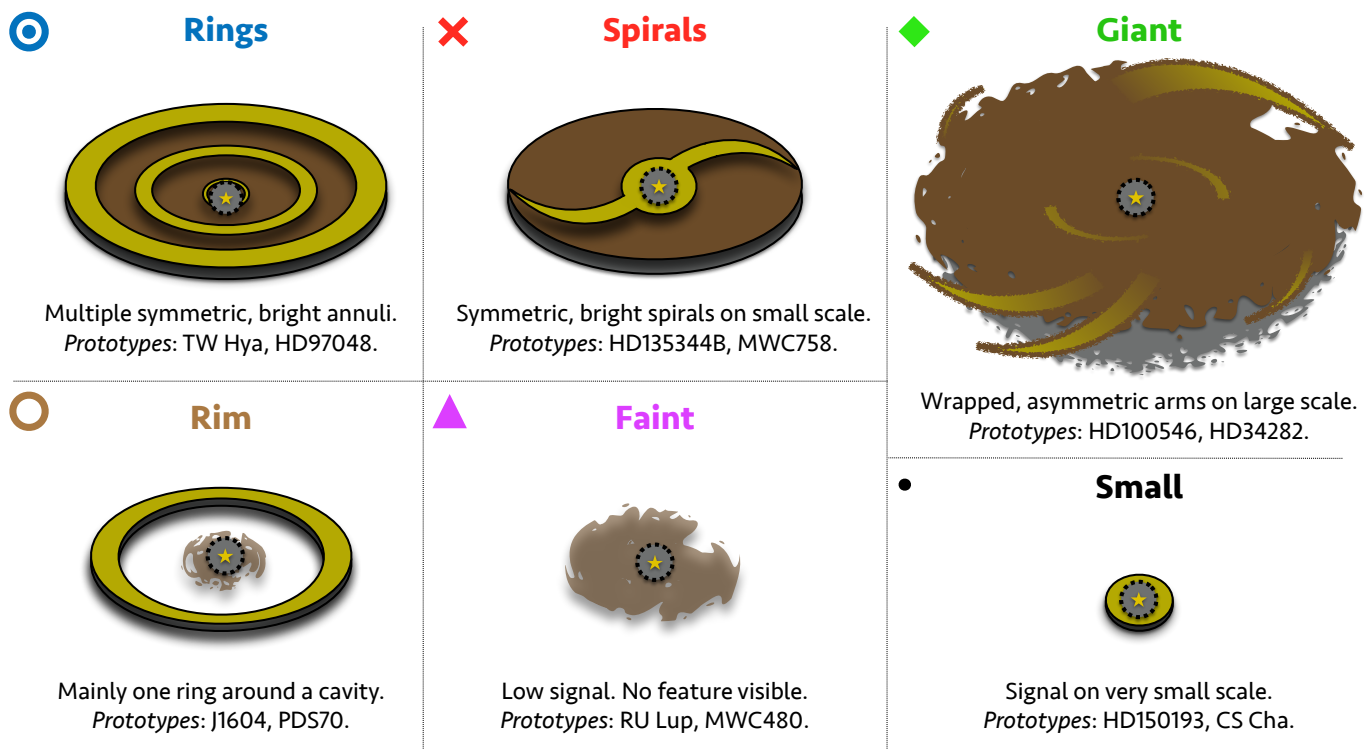 Rings
Multiple symmetric, bright annuli.
Prototypes: TW Hya, HD97048.
Spirals
Symmetric, bright spirals on small scale.
Prototypes: HD135344B, MWC758.
Giant
Wrapped, asymmetric arms on large scale.
Prototypes: HD100546, HD34282.
Rim
Mainly one ring around a cavity.
Prototypes: J1604, PDS70.
Faint
Low signal. No feature visible.
Prototypes: RU Lup, MWC480.
Small
Signal on very small scale.
Prototypes: HD150193, CS Cha.